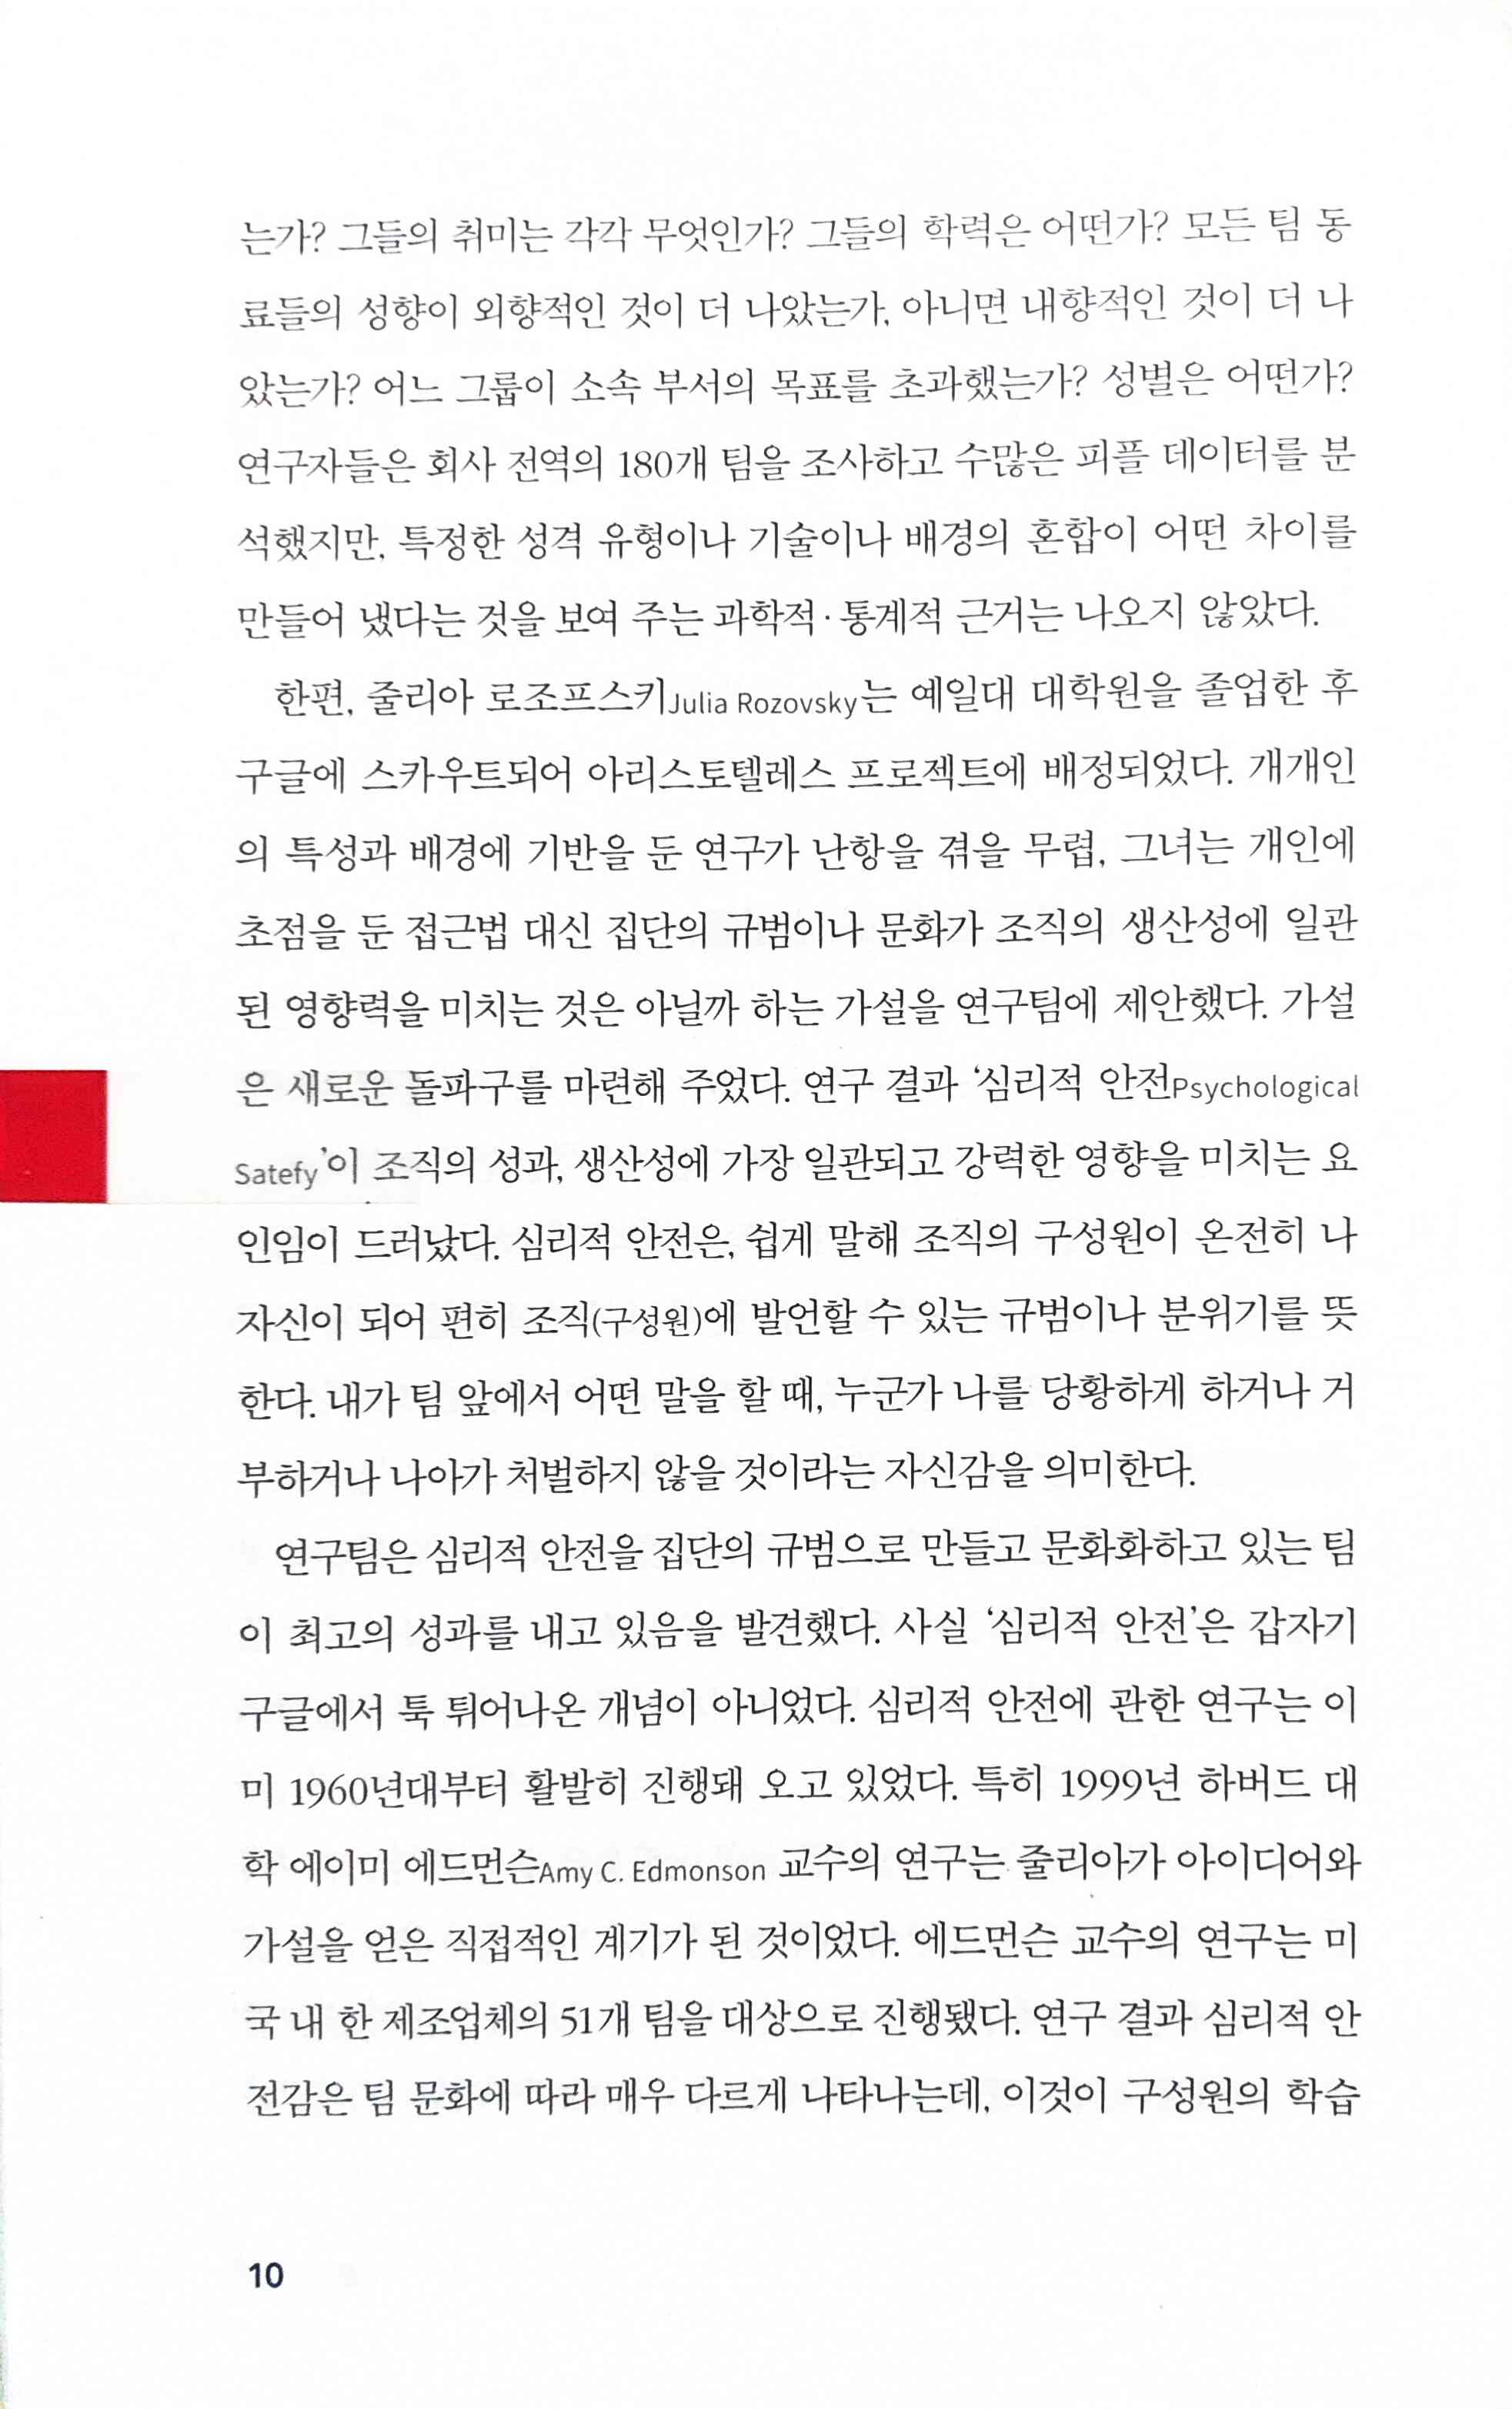 는가? 그들의 취미는 각각 무엇인가? 그들의 학력은 어떤가? 모든 팀 동
료들의 성향이 외향적인 것이 더 나았는가, 아니면 내향적인 것이 더 나
았는가? 어느 그룹이 소속 부서의 목표를 초과했는가? 성별은 어떤가?
연구자들은 회사 전역의 180개 팀을 조사하고 수많은 피플 데이터를 분
석했지만, 특정한 성격 유형이나 기술이나 배경의 혼합이 어떤 차이를
만들어 냈다는 것을 보여 주는 과학적·통계적 근거는 나오지 않았다.
한편, 줄리아 로조프스키Julia Rozovsky는 예일대 대학원을 졸업한 후
구글에 스카우트되어 아리스토텔레스 프로젝트에 배정되었다. 개개인
의 특성과 배경에 기반을 둔 연구가 난항을 겪을 무렵, 그녀는 개인에
초점을 둔 접근법 대신 집단의 규범이나 문화가 조직의 생산성에 일관
된 영향력을 미치는 것은 아닐까 하는 가설을 연구팀에 제안했다. 가설
은 새로운 돌파구를 마련해 주었다. 연구 결과 ‘심리적 안전Psychological
Satefy’이 조직의 성과, 생산성에 가장 일관되고 강력한 영향을 미치는 요
인임이 드러났다. 심리적 안전은, 쉽게 말해 조직의 구성원이 온전히 나
자신이 되어 편히 조직(구성원)에 발언할 수 있는 규범이나 분위기를 뜻
한다. 내가 팀 앞에서 어떤 말을 할 때, 누군가 나를 당황하게 하거나 거
부하거나 나아가 처벌하지 않을 것이라는 자신감을 의미한다.
연구팀은 심리적 안전을 집단의 규범으로 만들고 문화화하고 있는 팀
이 최고의 성과를 내고 있음을 발견했다. 사실 ‘심리적 안전’은 갑자기
구글에서 툭 튀어나온 개념이 아니었다. 심리적 안전에 관한 연구는 이
미 1960년대부터 활발히 진행돼 오고 있었다. 특히 1999년 하버드 대
학 에이미 에드먼슨Amy C. Edmonson 교수의 연구는 줄리아가 아이디어와
가설을 얻은 직접적인 계기가 된 것이었다. 에드먼슨 교수의 연구는 미
국 내 한 제조업체의 51개 팀을 대상으로 진행됐다. 연구 결과 심리적 안
전감은 팀 문화에 따라 매우 다르게 나타나는데, 이것이 구성원의 학습
10